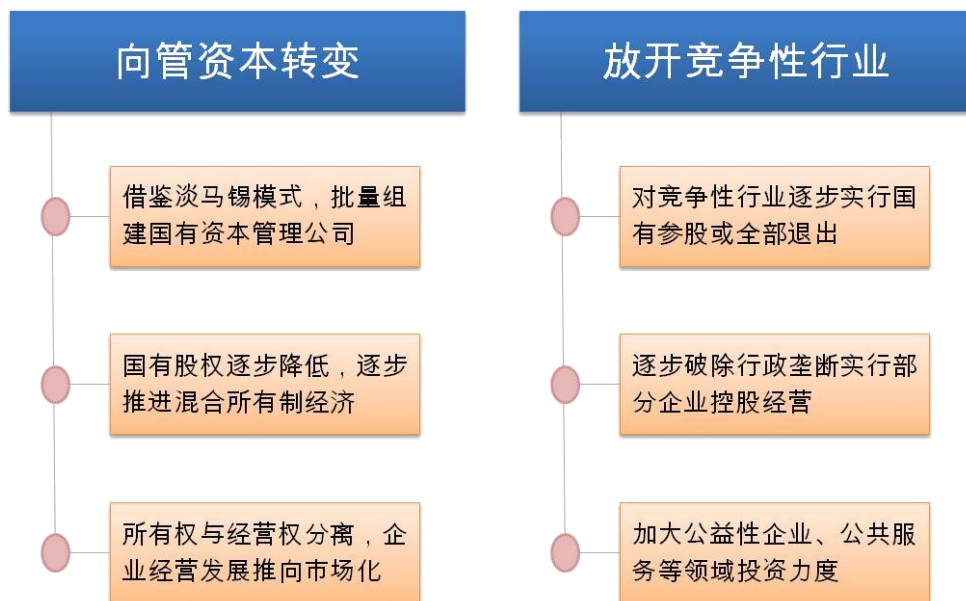 向管资本转变
借鉴淡马锡模式，批量组
建国有资本管理公司
国有股权逐步降低，逐步
推进混合所有制经济
所有权与经营权分离，企
业经营发展推向市场化
放开竞争性行业
对竞争性行业逐步实行国
有参股或全部退出
逐步破除行政垄断实行部
分企业控股经营
加大公益性企业、公共服
务等领域投资力度